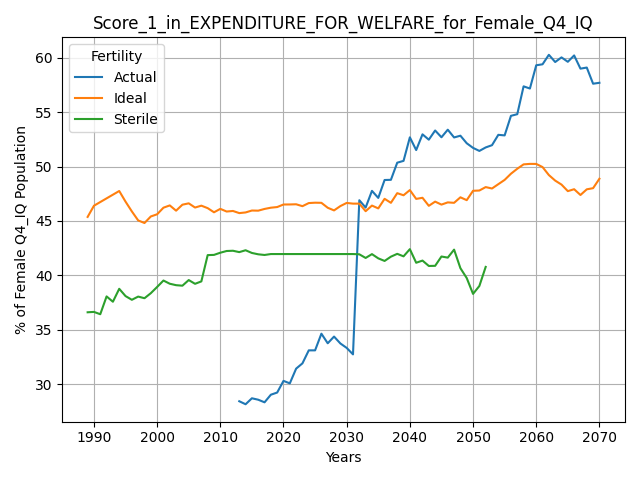 Score_1_in_EXPENDITURE_FOR_WELFARE_for_Female_Q4_IQ
Fertility
Actual
Ideal
Sterile
% of Female Q4_IQ Population
60
55
50
45
40
35
30
1990 2000 2010 2020 2030 2040 2050 2060 2070
Years